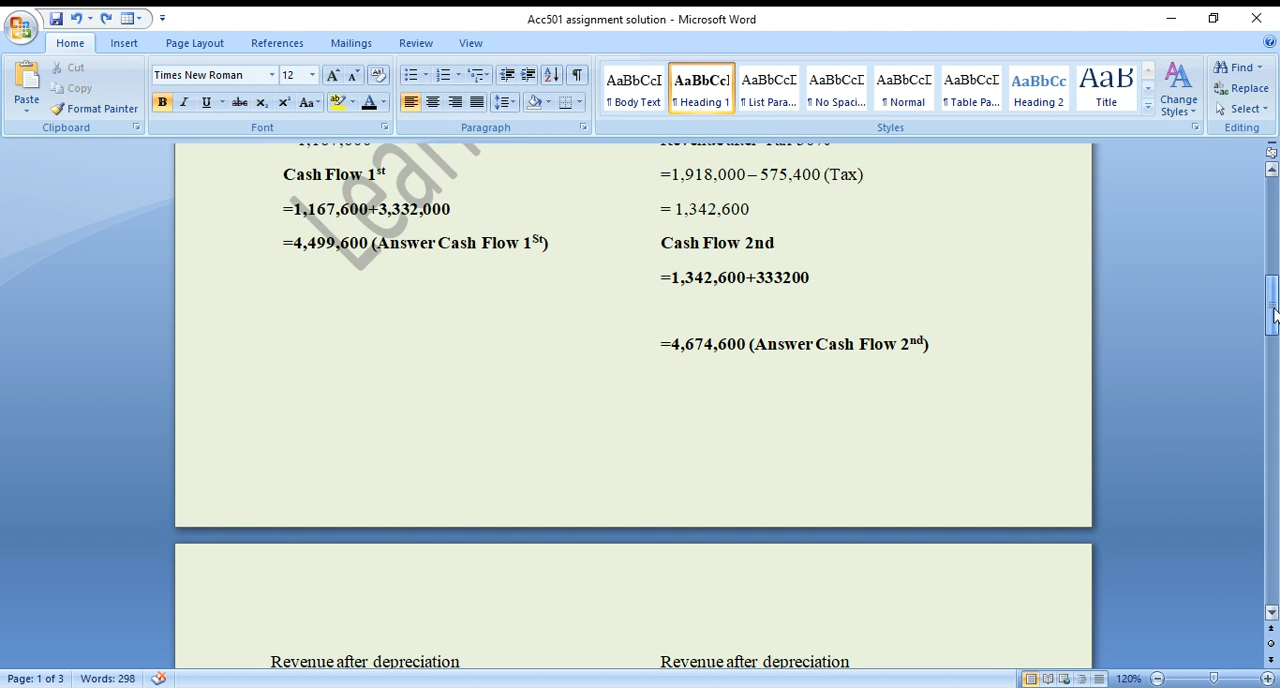 Acc501 assignment solution - Microsoft Word
Home Insert Page Layout References Mailings Review View
Paste
Cut
Copy
Format Painter
Clipboard
Times New Roman 12
Font
Paragraph
AaBbCcI AaBbCcI AaBbCcI AaBbCcI AaBbCcI AaBbCcI AaBbCc AaB
¶ Body Text ¶ Heading 1 ¶ List Para... ¶ No Spaci... ¶ Normal ¶ Table Pa... Heading 2 Title
Change Styles
Styles
Find
Replace
Select
Editing
Cash Flow 1st
=1,167,600+3,332,000
=4,499,600 (Answer Cash Flow 1St)
=1,918,000 – 575,400 (Tax)
= 1,342,600
Cash Flow 2nd
=1,342,600+333200
=4,674,600 (Answer Cash Flow 2nd)
Lear
Revenue after depreciation
Revenue after depreciation
Page: 1 of 3 Words: 298 120%